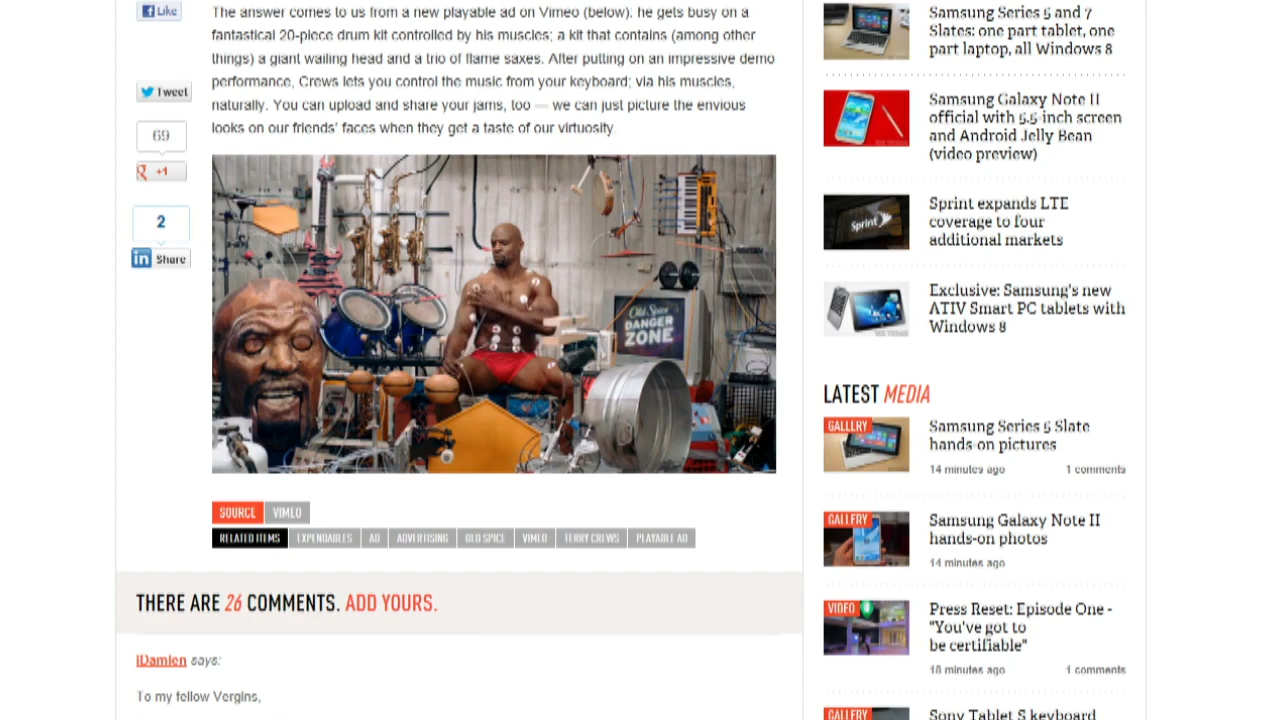 Like
The answer comes to us from a new playable ad on Vimeo (below). he gets busy on a
fantastical 20-piece drum kit controlled by his muscles; a kit that contains (among other
things) a giant wailing head and a trio of flame saxes. After putting on an impressive demo
performance, Crews lets you control the music from your keyboard; via his muscles,
naturally. You can upload and share your jams, too — we can just picture the envious
looks on our friends' faces when they get a taste of our virtuosity.
Tweet
69
+1
2
in Share
Old Spice
DANGER
ZONE
SOURCE VIMEO
RELATED ITEMS EXPENDABLES AD ADVERTISING OLD SPICE VIMEO TERRY CREWS PLAYABLE AD
THERE ARE 26 COMMENTS. ADD YOURS.
iDamien says:
To my fellow Vergins,
Samsung Series 5 and 7
Slates: one part tablet, one
part laptop, all Windows 8
Samsung Galaxy Note II
official with 5.5-inch screen
and Android Jelly Bean
(video preview)
Sprint
Sprint expands LTE
coverage to four
additional markets
Exclusive: Samsung's new
ATIV Smart PC tablets with
Windows 8
LATEST MEDIA
GALLERY
Samsung Series 5 Slate
hands-on pictures
14 minutes ago 1 comments
GALLERY
Samsung Galaxy Note II
hands-on photos
14 minutes ago
VIDEO
Press Reset: Episode One -
"You've got to
be certifiable"
18 minutes ago 1 comments
GALLERY
Sony Tablet S keyboard